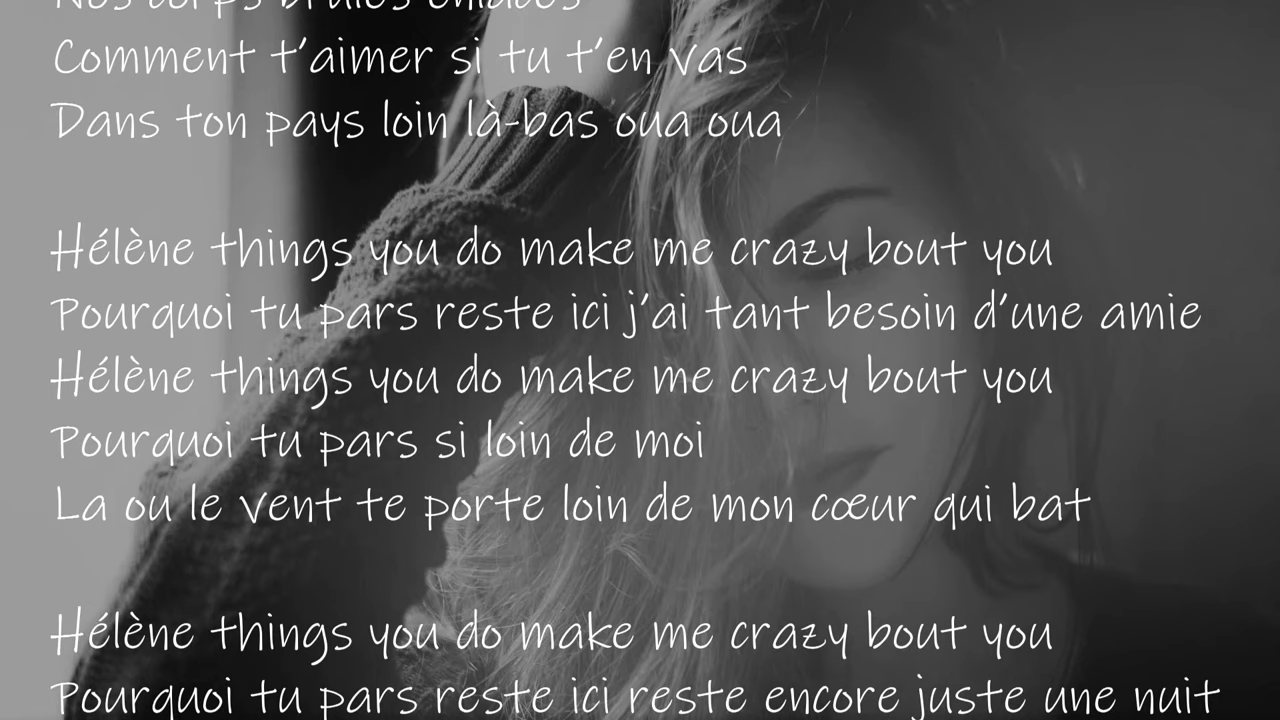 Nos corps brûlés enlacés
Comment t'aimer si tu t'en vas
Dans ton pays loin là-bas oua oua
Hélène things you do make me crazy bout you
Pourquoi tu pars reste ici j'ai tant besoin d'une amie
Hélène things you do make me crazy bout you
Pourquoi tu pars si loin de moi
La ou le vent te porte loin de mon cœur qui bat
Hélène things you do make me crazy bout you
Pourquoi tu pars reste ici reste encore juste une nuit